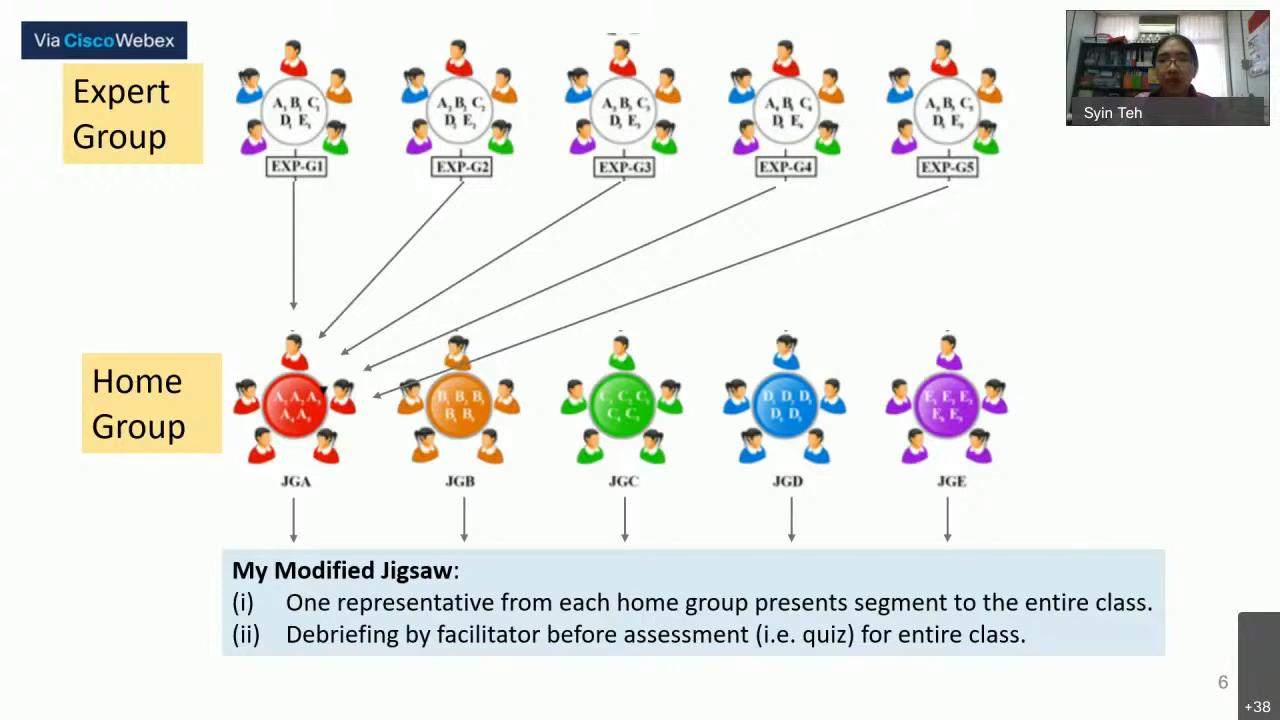 Via CiscoWebex
Syin Teh
Expert
Group
EXP-G1
EXP-G2
EXP-G3
EXP-G4
EXP-G5
Home
Group
JGA
JGB
JGC
JGD
JGE
My Modified Jigsaw:
(i) One representative from each home group presents segment to the entire class.
(ii) Debriefing by facilitator before assessment (i.e. quiz) for entire class.
6
+38